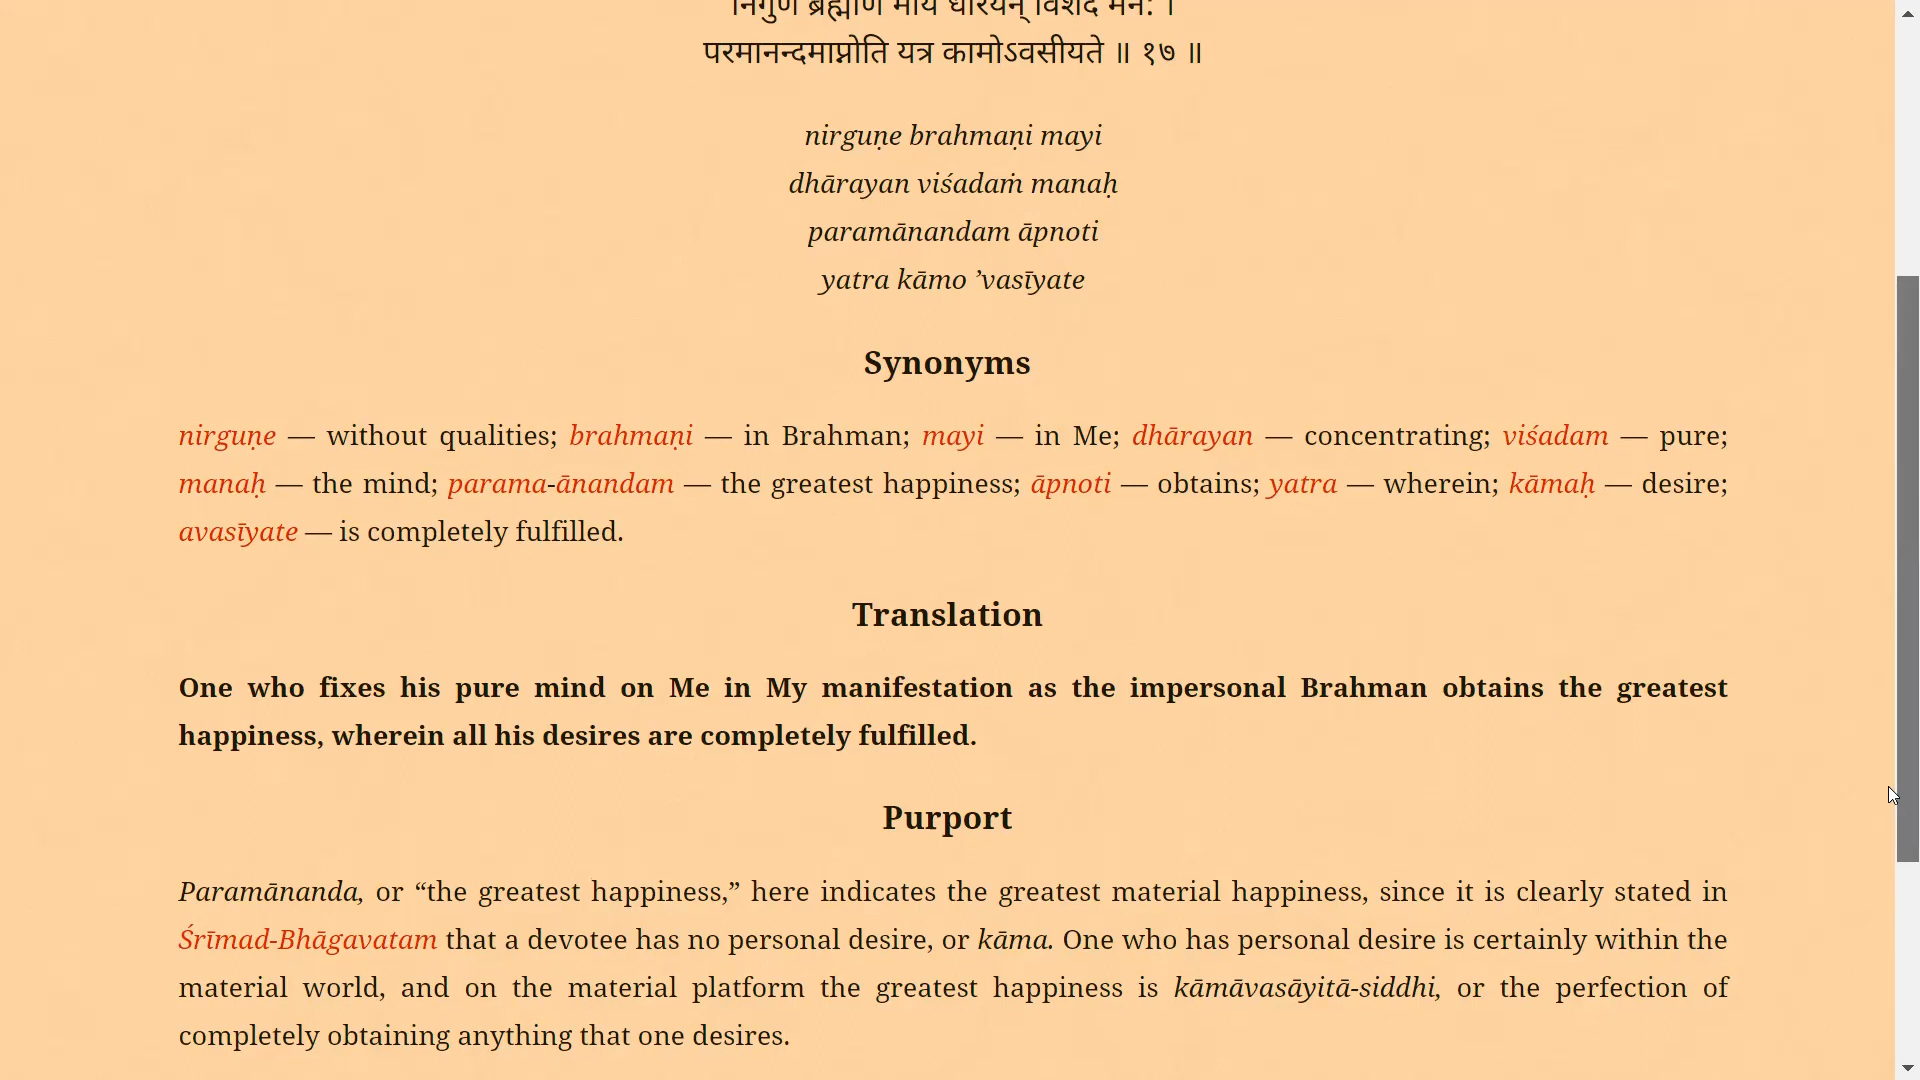 निर्गुणे ब्रह्मणि मयि धारयन् विशदं मन: ।
परमानन्दमाप्नोति यत्र कामोऽवसीयते ॥ १७ ॥
nirguṇe brahmaṇi mayi
dhārayan viśadaṁ manaḥ
paramānandam āpnoti
yatra kāmo ’vasīyate
Synonyms
nirguṇe — without qualities; brahmaṇi — in Brahman; mayi — in Me; dhārayan — concentrating; viśadam — pure;
manaḥ — the mind; parama-ānandam — the greatest happiness; āpnoti — obtains; yatra — wherein; kāmaḥ — desire;
avasīyate — is completely fulfilled.
Translation
One who fixes his pure mind on Me in My manifestation as the impersonal Brahman obtains the greatest
happiness, wherein all his desires are completely fulfilled.
Purport
Paramānanda, or “the greatest happiness,” here indicates the greatest material happiness, since it is clearly stated in
Śrīmad-Bhāgavatam that a devotee has no personal desire, or kāma. One who has personal desire is certainly within the
material world, and on the material platform the greatest happiness is kāmāvasāyitā-siddhi, or the perfection of
completely obtaining anything that one desires.